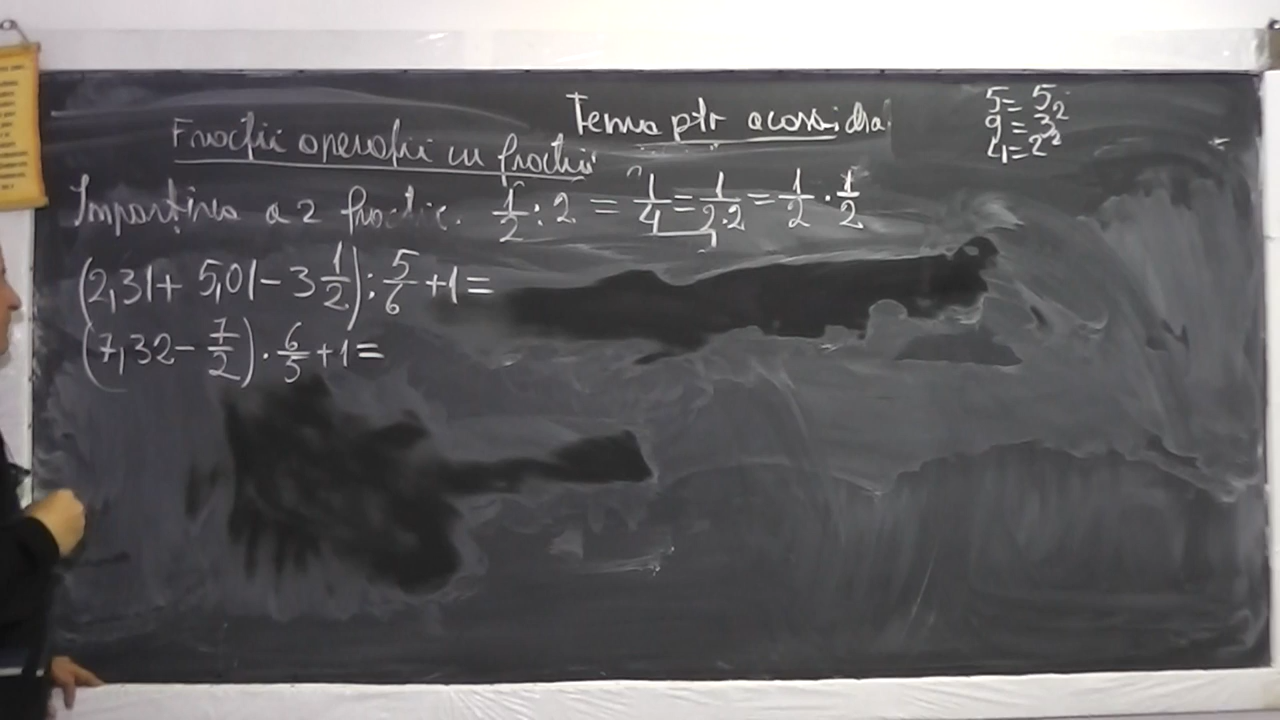 Tema ptr acasă
5 = 5
9 = 3²
4 = 2²
Fracții operații cu fracții
Impărțirea a 2 fracții. 1/2 : 2 = 1/4 = 1/2·2 = 1/2 · 1/2
(2,31 + 5,01 − 3 1/2) : 5/6 + 1 =
(7,32 − 7/2) · 6/5 + 1 =